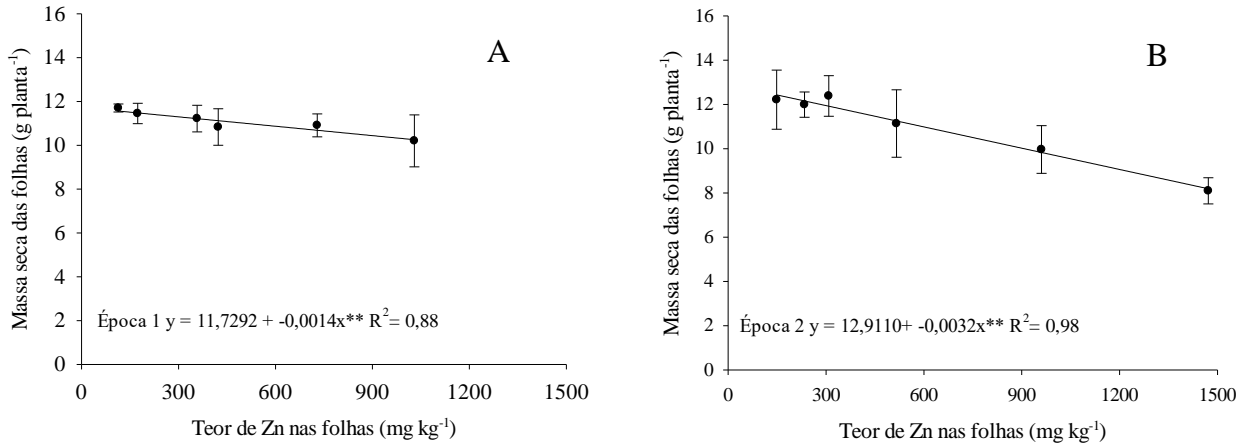 Massa seca das folhas (g planta⁻¹)
16
14
12
10
8
6
4
2
0
A
Época 1 y = 11,7292 + -0,0014x** R²= 0,88
0 300 600 900 1200 1500
Teor de Zn nas folhas (mg kg⁻¹)
Massa seca das folhas (g planta⁻¹)
16
14
12
10
8
6
4
2
0
B
Época 2 y = 12,9110+ -0,0032x** R²= 0,98
0 300 600 900 1200 1500
Teor de Zn nas folhas (mg kg⁻¹)